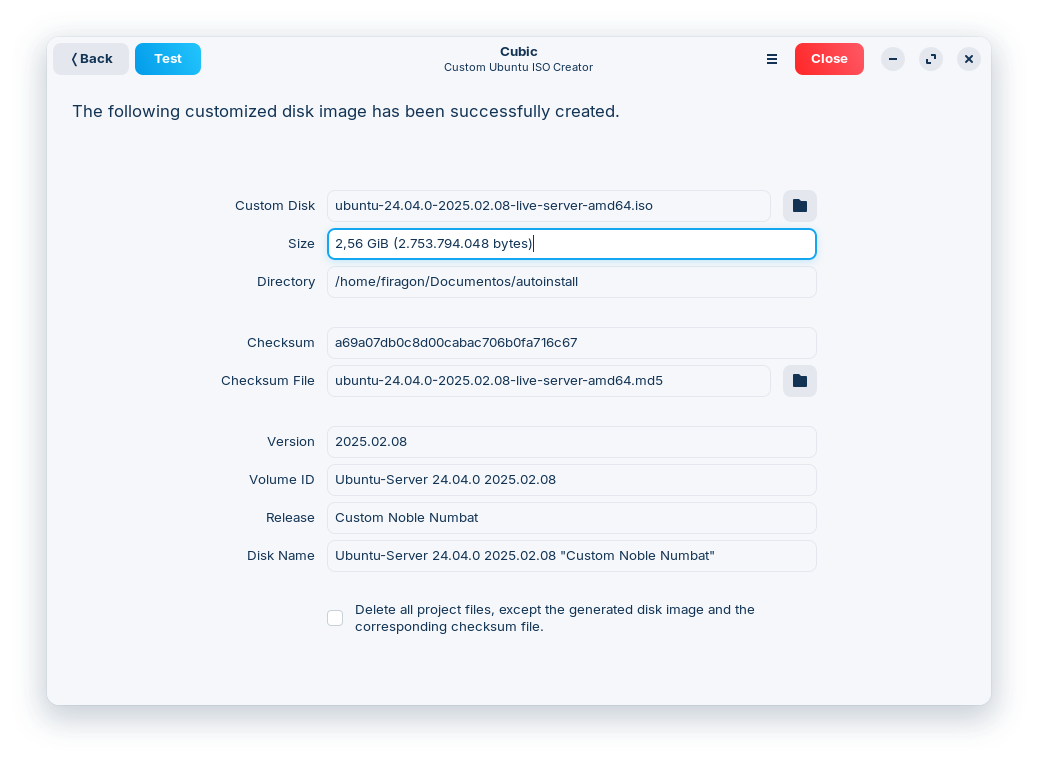 ❬Back
Test
Cubic
Custom Ubuntu ISO Creator
Close
The following customized disk image has been successfully created.
Custom Disk ubuntu-24.04.0-2025.02.08-live-server-amd64.iso
Size 2,56 GiB (2.753.794.048 bytes)
Directory /home/firagon/Documentos/autoinstall
Checksum a69a07db0c8d00cabac706b0fa716c67
Checksum File ubuntu-24.04.0-2025.02.08-live-server-amd64.md5
Version 2025.02.08
Volume ID Ubuntu-Server 24.04.0 2025.02.08
Release Custom Noble Numbat
Disk Name Ubuntu-Server 24.04.0 2025.02.08 "Custom Noble Numbat"
Delete all project files, except the generated disk image and the
corresponding checksum file.